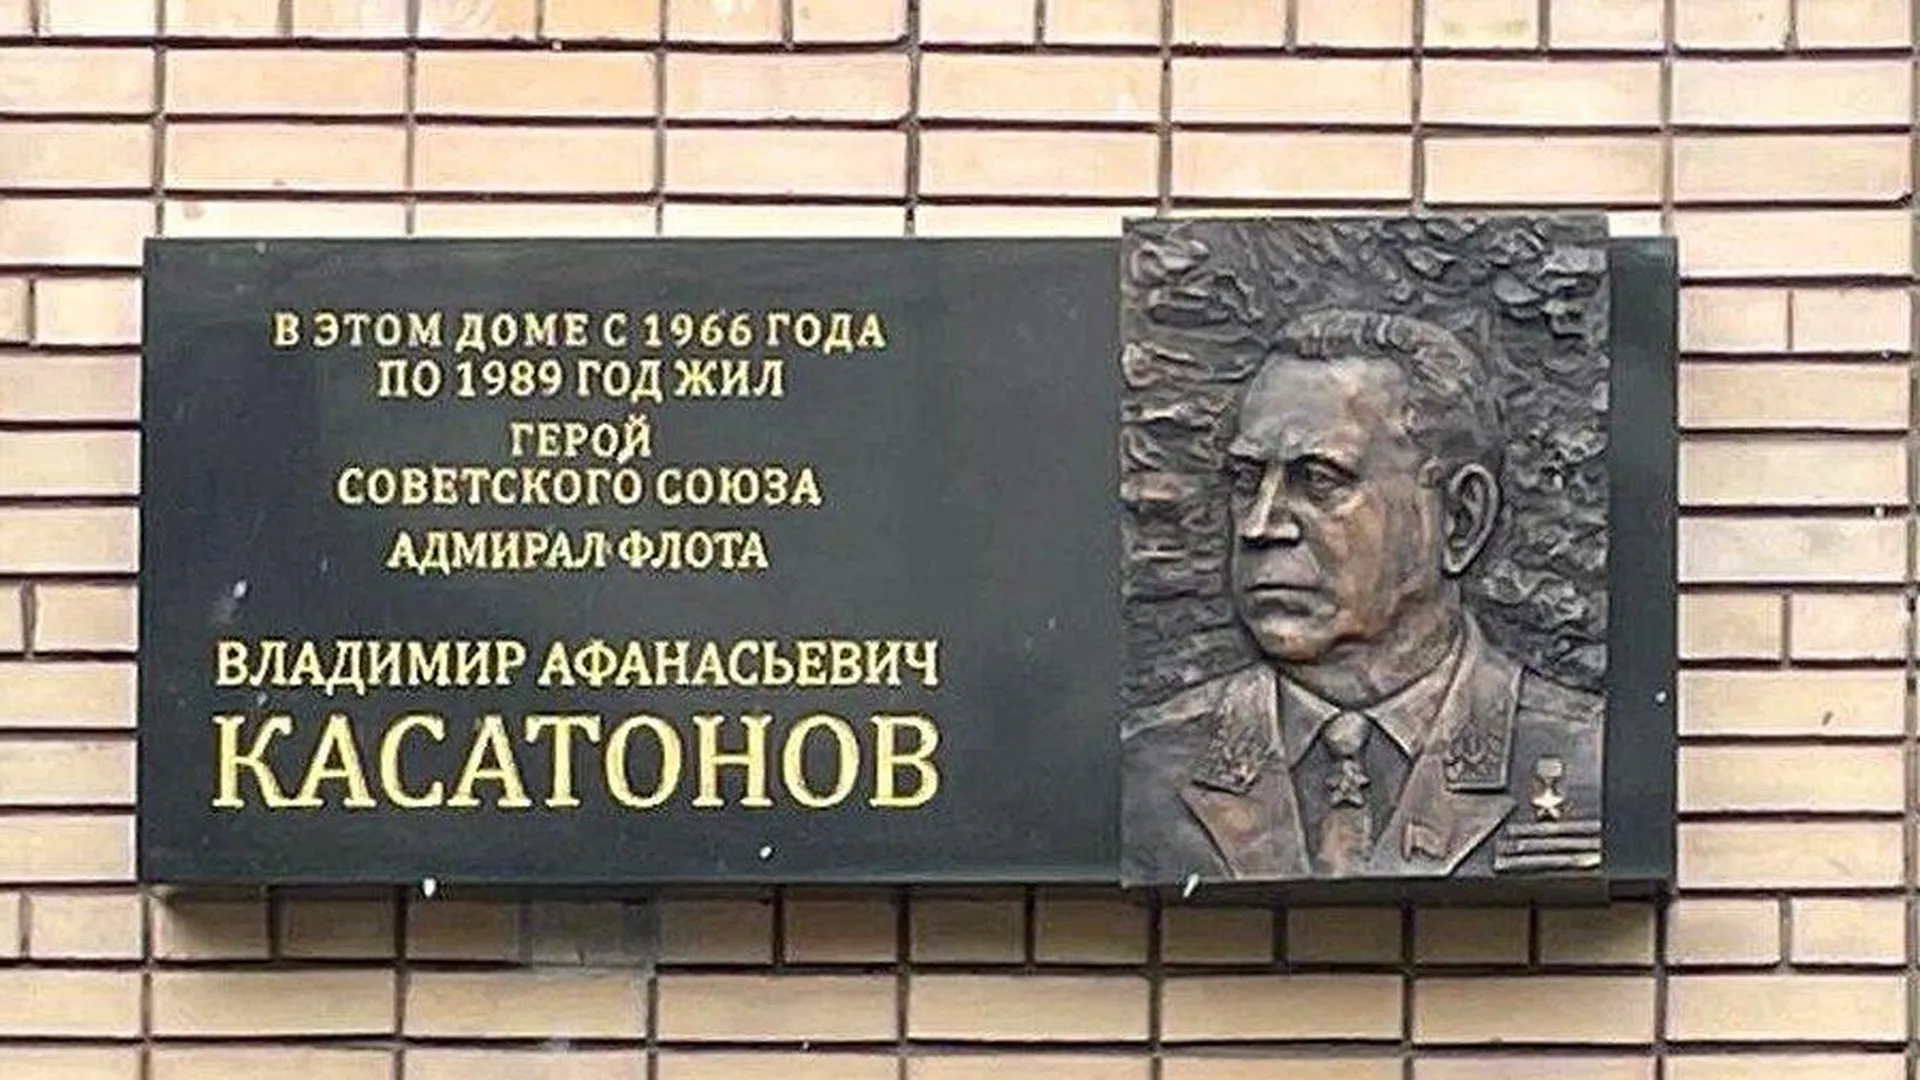 В ЭТОМ ДОМЕ С 1966 ГОДА
ПО 1989 ГОД ЖИЛ
ГЕРОЙ
СОВЕТСКОГО СОЮЗА
АДМИРАЛ ФЛОТА
ВЛАДИМИР АФАНАСЬЕВИЧ
КАСАТОНОВ